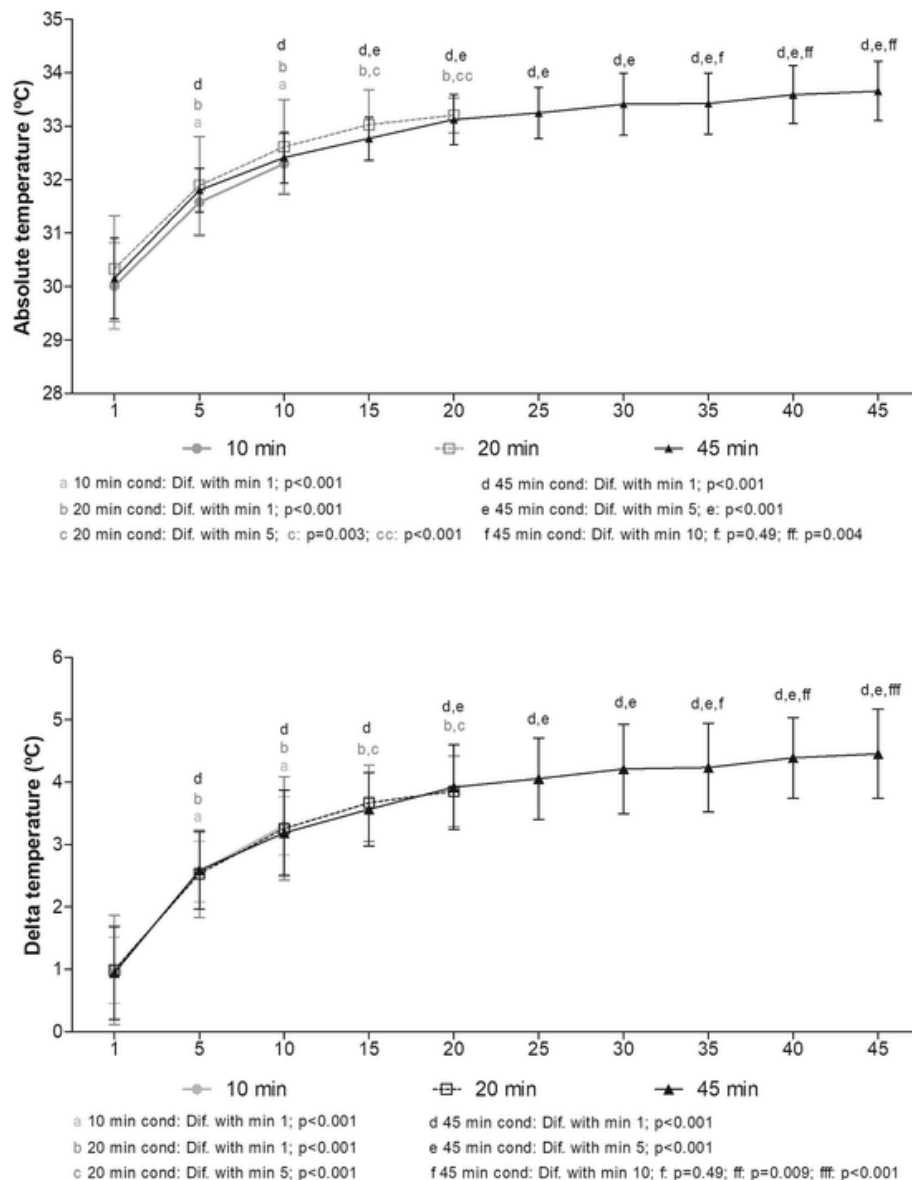 35
34
33
32
31
30
29
28
Absolute temperature (ºC)
d
b
a
d
b
a
d,e
b,c
d,e
b,cc
d,e
d,e
d,e,f
d,e,ff
d,e,ff
1 5 10 15 20 25 30 35 40 45
10 min 20 min 45 min
a 10 min cond: Dif. with min 1; p<0.001 d 45 min cond: Dif. with min 1; p<0.001
b 20 min cond: Dif. with min 1; p<0.001 e 45 min cond: Dif. with min 5; e: p<0.001
c 20 min cond: Dif. with min 5; c: p=0.003; cc: p<0.001 f 45 min cond: Dif. with min 10; f: p=0.49; ff: p=0.004
6
5
4
3
2
1
0
Delta temperature (ºC)
d
b
a
d
b
a
d
b,c
d,e
b,c
d,e
d,e
d,e,f
d,e,ff
d,e,fff
1 5 10 15 20 25 30 35 40 45
10 min 20 min 45 min
a 10 min cond: Dif. with min 1; p<0.001 d 45 min cond: Dif. with min 1; p<0.001
b 20 min cond: Dif. with min 1; p<0.001 e 45 min cond: Dif. with min 5; p<0.001
c 20 min cond: Dif. with min 5; p<0.001 f 45 min cond: Dif. with min 10; f: p=0.49; ff: p=0.009; fff: p<0.001